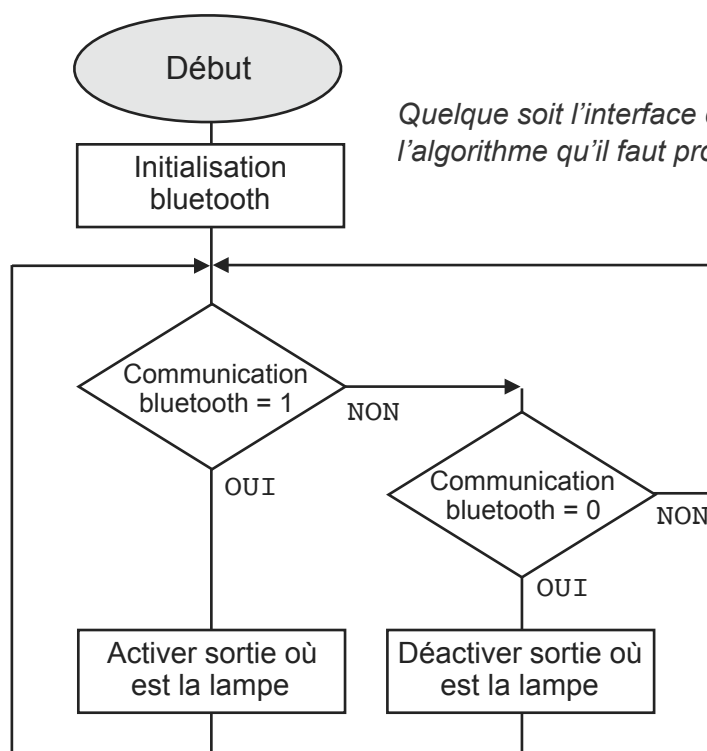 Début
Quelque soit l'interface
l'algorithme qu'il faut
Initialisation
bluetooth
Communication
bluetooth = 1
NON
OUI
Communication
bluetooth = 0
NON
OUI
Activer sortie où
est la lampe
Déactiver sortie où
est la lampe